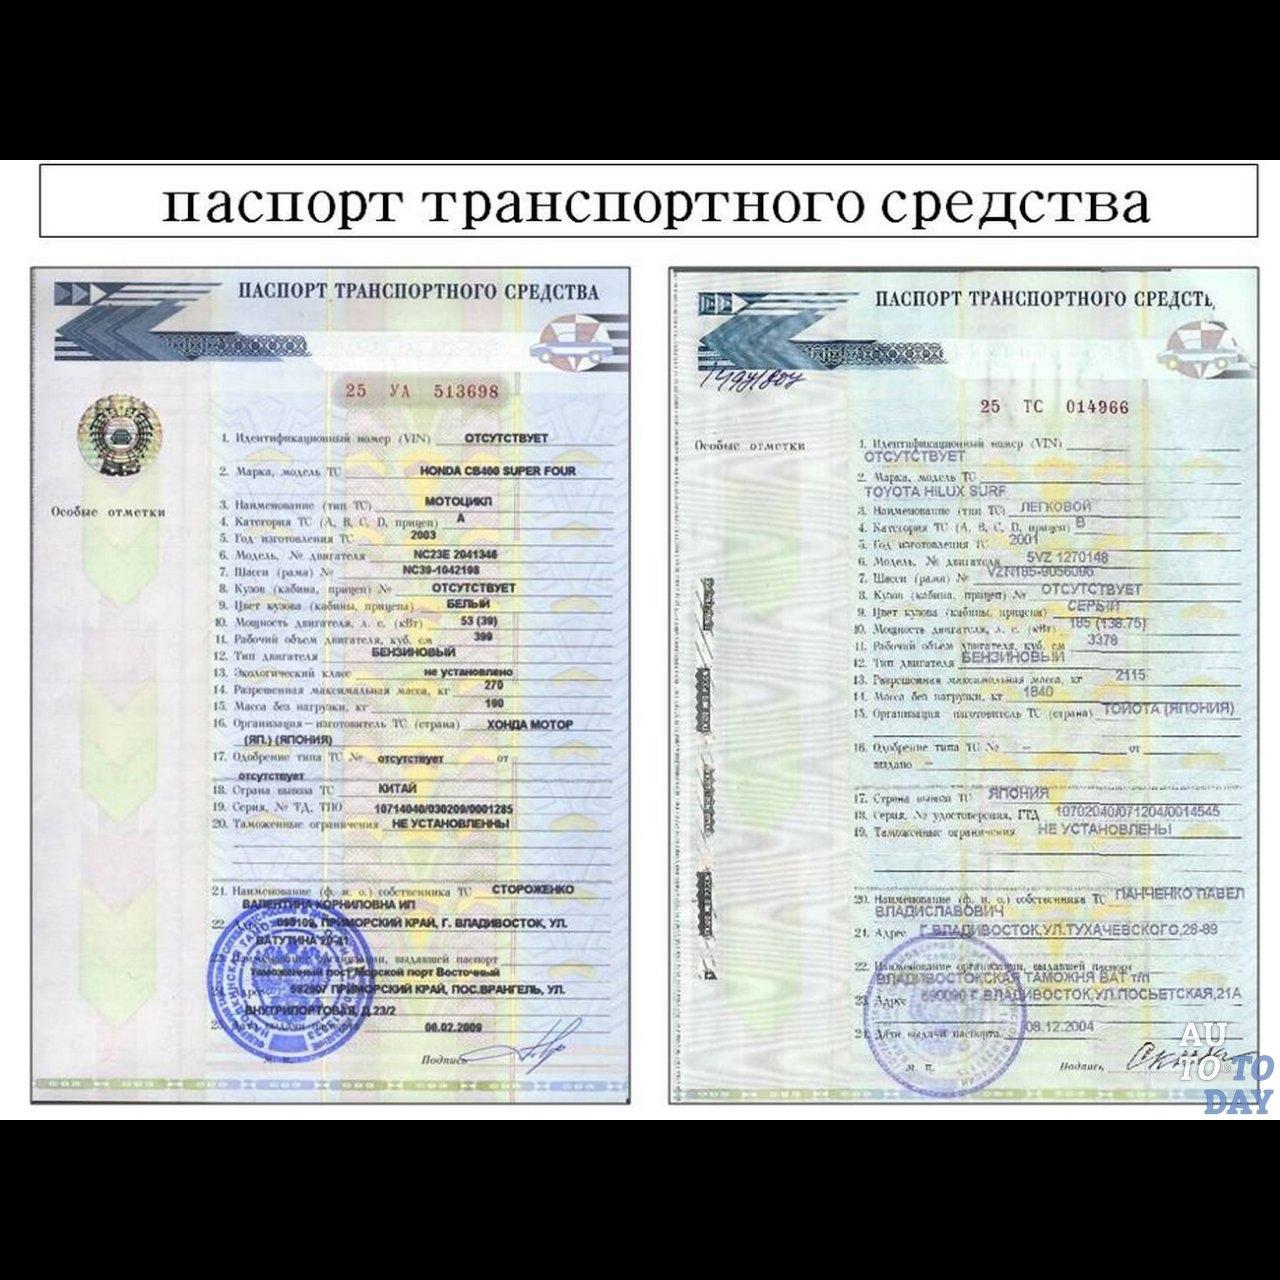 паспорт транспортного средства
ПАСПОРТ ТРАНСПОРТНОГО СРЕДСТВА
25 УА 513698
1. Идентификационный номер (VIN) ОТСУТСТВУЕТ
2. Марка, модель ТС HONDA CB400 SUPER FOUR
Особые отметки
3. Наименование (тип ТС) МОТОЦИКЛ
4. Категория ТС (А, В, С, D, прицеп) А
5. Год изготовления ТС 2003
6. Модель, № двигателя NC23E 2041346
7. Шасси (рама) № NC39-1042198
8. Кузов (кабина, прицеп) № ОТСУТСТВУЕТ
9. Цвет кузова (кабины, прицепа) БЕЛЫЙ
10. Мощность двигателя, л. с. (кВт) 53 (39)
11. Рабочий объем двигателя, куб. см 399
12. Тип двигателя БЕНЗИНОВЫЙ
13. Экологический класс не установлено
14. Разрешенная максимальная масса, кг 270
15. Масса без нагрузки, кг 190
16. Организация—изготовитель ТС (страна) ХОНДА МОТОР
(ЯП.) (ЯПОНИЯ)
17. Одобрение типа ТС № отсутствует от
отсутствует
18. Страна вывоза ТС КИТАЙ
19. Серия, № ТД, ТПО 10714040/030209/0001285
20. Таможенные ограничения НЕ УСТАНОВЛЕННЫ
21. Наименование (ф. и. о.) собственника ТС СТОРОЖЕНКО
ВАЛЕНТИНА КОРНИЛОВНА ИП
22. ПРИМОРСКИЙ КРАЙ, Г. ВЛАДИВОСТОК, УЛ.
ВАТУТИНА
23. Наименование организации, выдавшей паспорт
таможенный пост Морской порт Восточный
692907 ПРИМОРСКИЙ КРАЙ, ПОС.ВРАНГЕЛЬ, УЛ.
ВНУТРИПОРТОВАЯ, Д.23/2
25. Дата выдачи паспорта 06.02.2009
Подпись
м. п.
ПАСПОРТ ТРАНСПОРТНОГО СРЕДСТ
25 ТС 014966
Особые отметки
1. Идентификационный номер (VIN)
ОТСУТСТВУЕТ
2. Марка, модель ТС
TOYOTA HILUX SURF
3. Наименование (тип ТС) ЛЕГКОВОЙ
4. Категория ТС (А, В, С, D, прицеп) В
5. Год изготовления ТС 2001
6. Модель, № двигателя 5VZ 1270148
7. Шасси (рама) № VZN185-9056090
8. Кузов (кабина, прицеп) № ОТСУТСТВУЕТ
9. Цвет кузова (кабины, прицепа) СЕРЫЙ
10. Мощность двигателя, л. с. (кВт) 185 (138.75)
11. Рабочий объем двигателя, куб. см 3378
12. Тип двигателя БЕНЗИНОВЫЙ
13. Разрешенная максимальная масса, кг 2115
14. Масса без нагрузки, кг 1840
15. Организация изготовитель ТС (страна) ТОЙОТА (ЯПОНИЯ)
16. Одобрение типа ТС № – от
выдано –
17. Страна вывоза ТС ЯПОНИЯ
18. Серия, № удостоверения, ГТД 10702040/071204/0014545
19. Таможенные ограничения НЕ УСТАНОВЛЕНЫ
20. Наименование (ф. и. о.) собственника ТС ПАНЧЕНКО ПАВЕЛ
ВЛАДИСЛАВОВИЧ
21. Адрес Г.ВЛАДИВОСТОК,УЛ.ТУХАЧЕВСКОГО,28-89
22. Наименование организации, выдавшей паспорт
ВЛАДИВОСТОКСКАЯ ТАМОЖНЯ ВАТ т/п
23. Адрес 690090 Г.ВЛАДИВОСТОК,УЛ.ПОСЬЕТСКАЯ,21А
24. Дата выдачи паспорта 08.12.2004
м. п. Подпись
AUTO TODAY